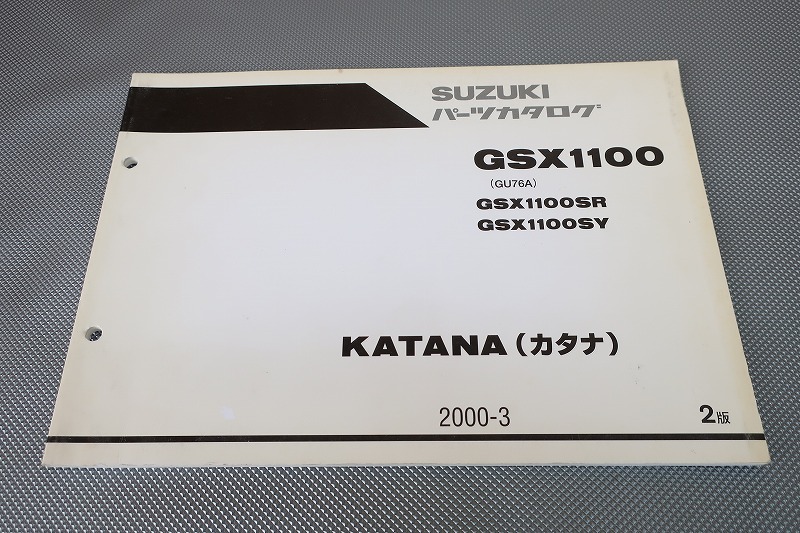 SUZUKI
パーツカタログ
GSX1100
(GU76A)
GSX1100SR
GSX1100SY
KATANA (カタナ)
2000-3
2版